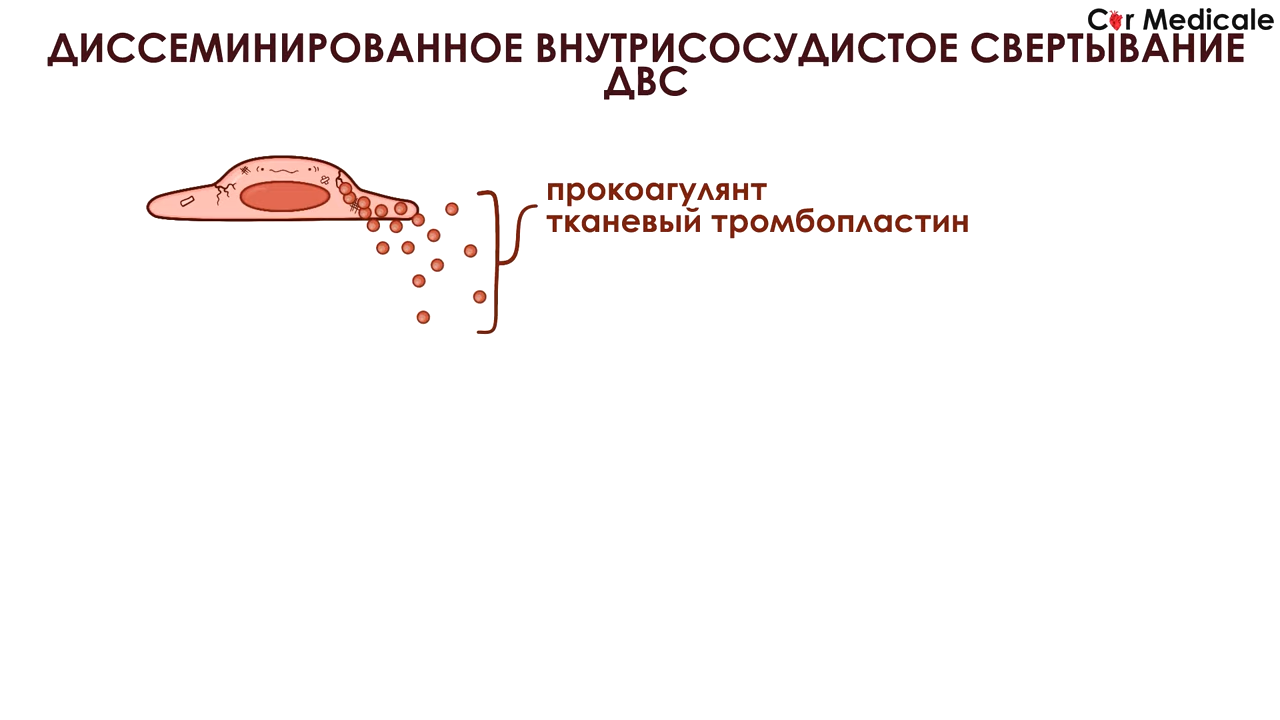 Cor Medicale
ДИССЕМИНИРОВАННОЕ ВНУТРИСОСУДИСТОЕ СВЕРТЫВАНИЕ
ДВС
прокоагулянт
тканевый тромбопластин